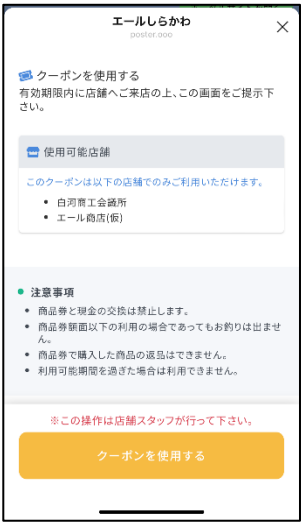 エールしらかわ
poster.ooo
クーポンを使用する
有効期限内に店舗へご来店の上、この画面をご提示下
さい。
使用可能店舗
このクーポンは以下の店舗でのみご利用いただけます。
白河商工会議所
エール商店(仮)
注意事項
商品券と現金の交換は禁止します。
商品券額面以下の利用の場合であってもお釣りは出ませ
ん。
商品券で購入した商品の返品はできません。
利用可能期間を過ぎた場合は利用できません。
※この操作は店舗スタッフが行って下さい。
クーポンを使用する